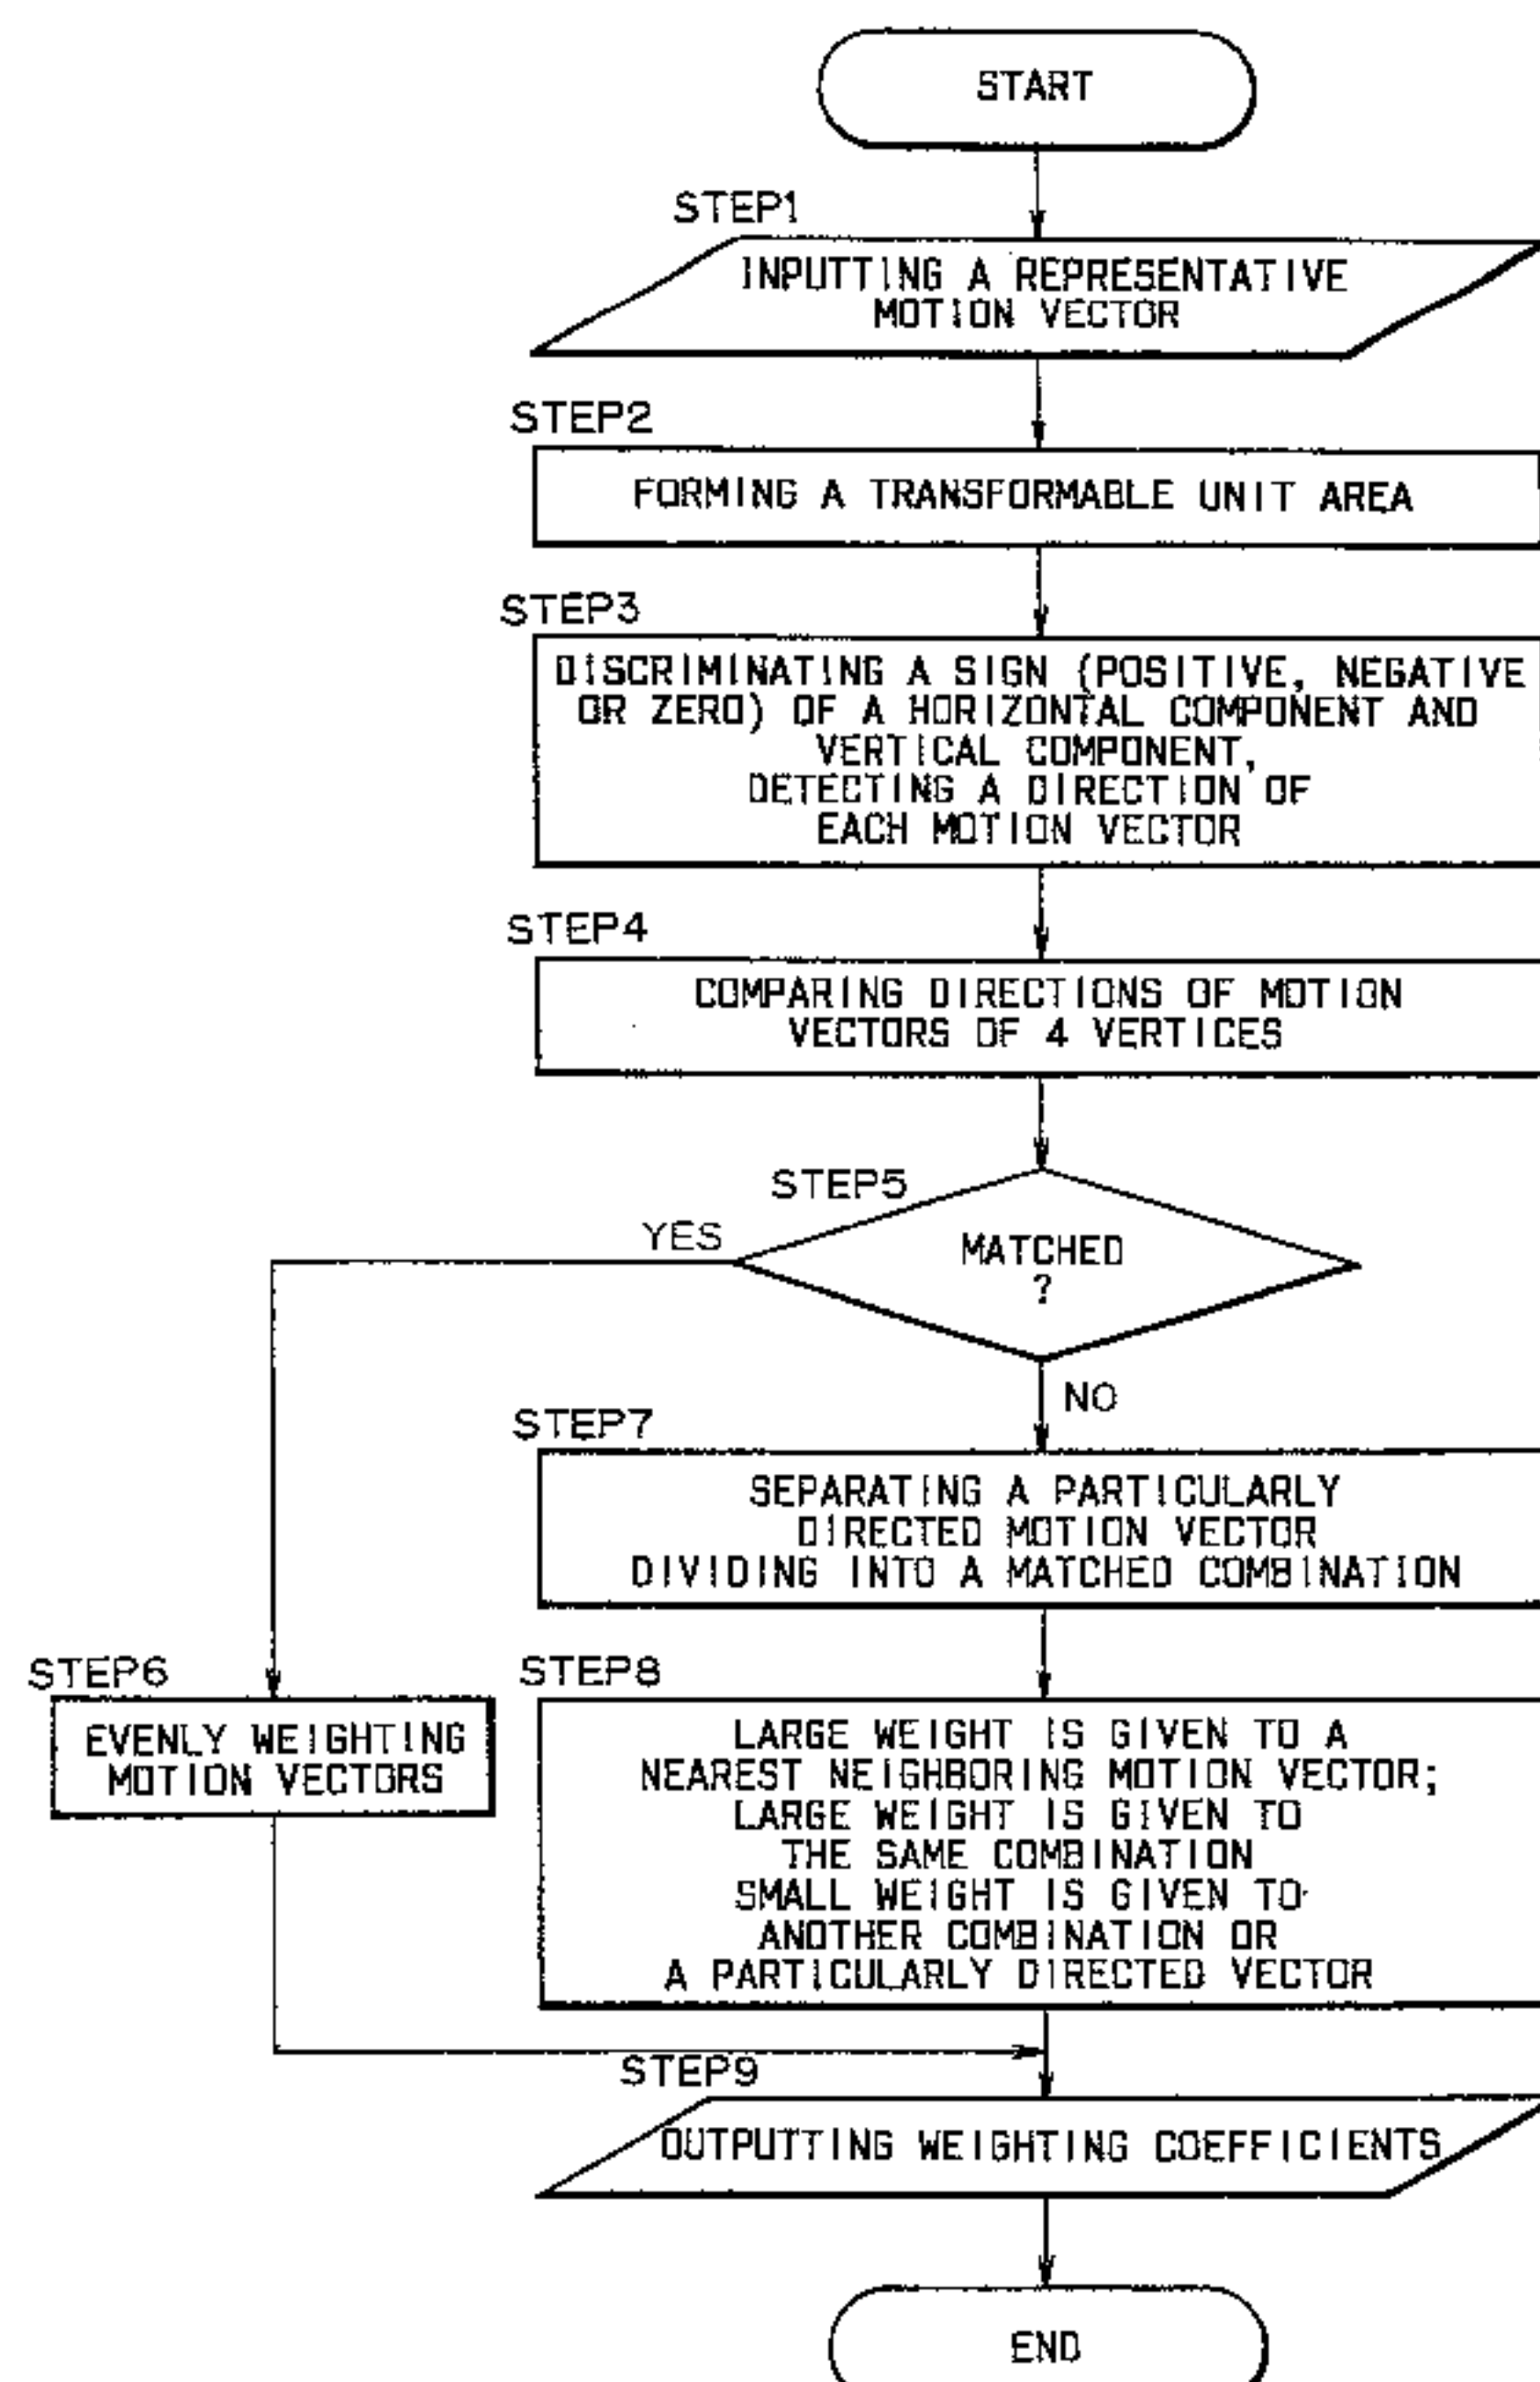 START
STEP1
INPUTTING A REPRESENTATIVE
MOTION VECTOR
STEP2
FORMING A TRANSFORMABLE UNIT AREA
STEP3
DISCRIMINATING A SIGN (POSITIVE, NEGATIVE
OR ZERO) OF A HORIZONTAL COMPONENT AND
VERTICAL COMPONENT,
DETECTING A DIRECTION OF
EACH MOTION VECTOR
STEP4
COMPARING DIRECTIONS OF MOTION
VECTORS OF 4 VERTICES
STEP5
YES
MATCHED
?
NO
STEP7
SEPARATING A PARTICULARLY
DIRECTED MOTION VECTOR
DIVIDING INTO A MATCHED COMBINATION
STEP6
EVENLY WEIGHTING
MOTION VECTORS
STEP8
LARGE WEIGHT IS GIVEN TO A
NEAREST NEIGHBORING MOTION VECTOR;
LARGE WEIGHT IS GIVEN TO
THE SAME COMBINATION
SMALL WEIGHT IS GIVEN TO
ANOTHER COMBINATION OR
A PARTICULARLY DIRECTED VECTOR
STEP9
OUTPUTTING WEIGHTING COEFFICIENTS
END